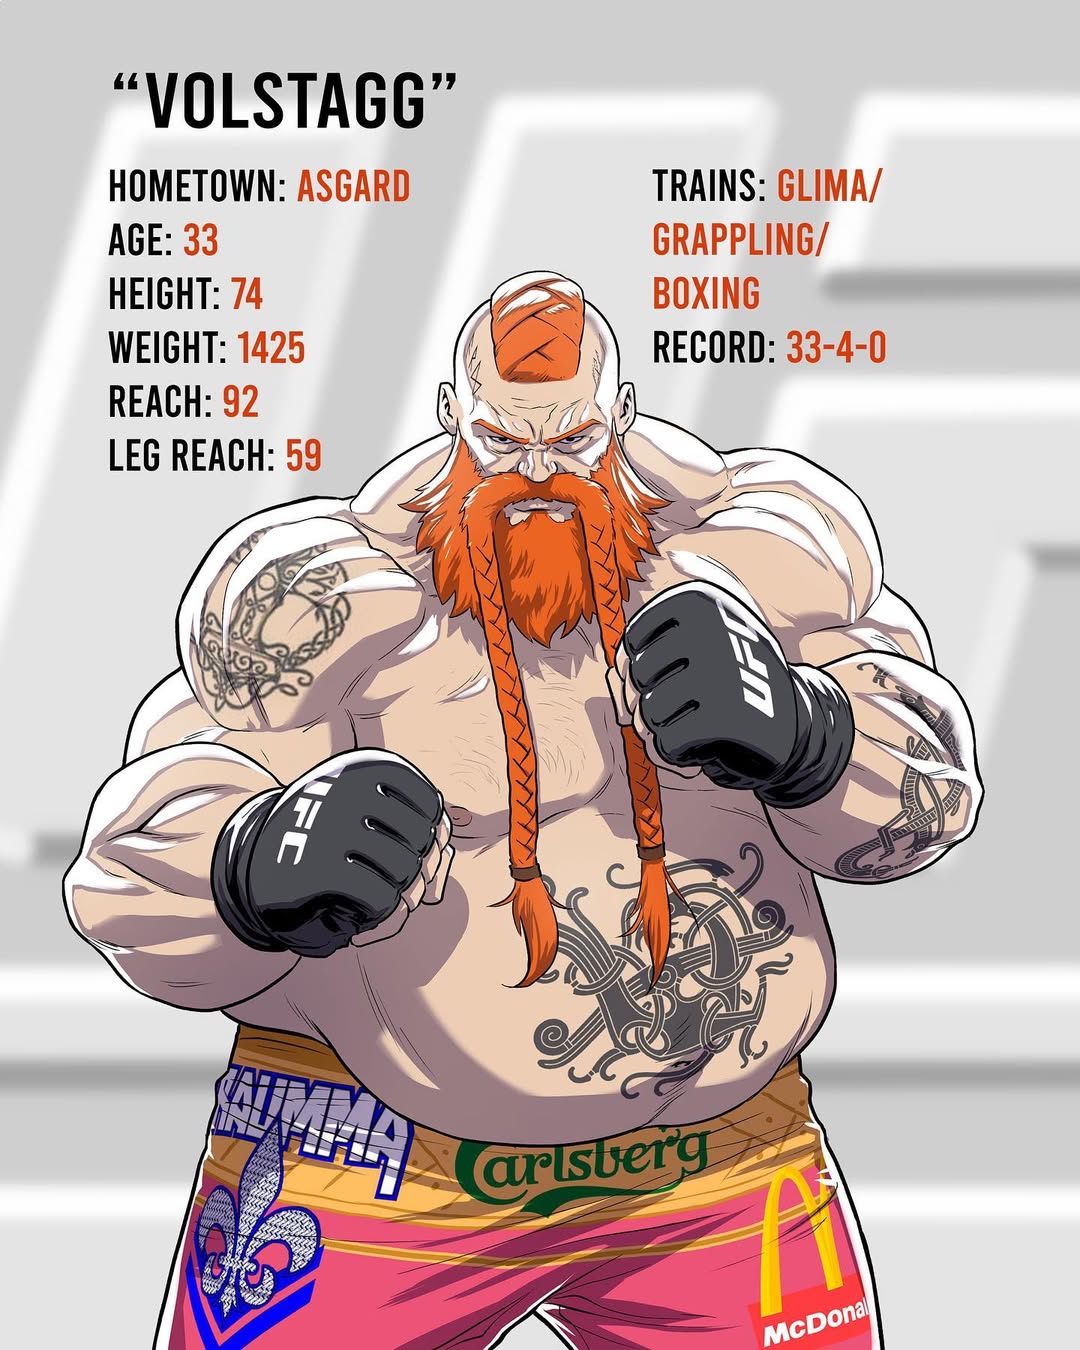 “VOLSTAGG”
HOMETOWN: ASGARD
AGE: 33
HEIGHT: 74
WEIGHT: 1425
REACH: 92
LEG REACH: 59
TRAINS: GLIMA/
GRAPPLING/
BOXING
RECORD: 33-4-0
UFC
UFC
Carlsberg
McDonal